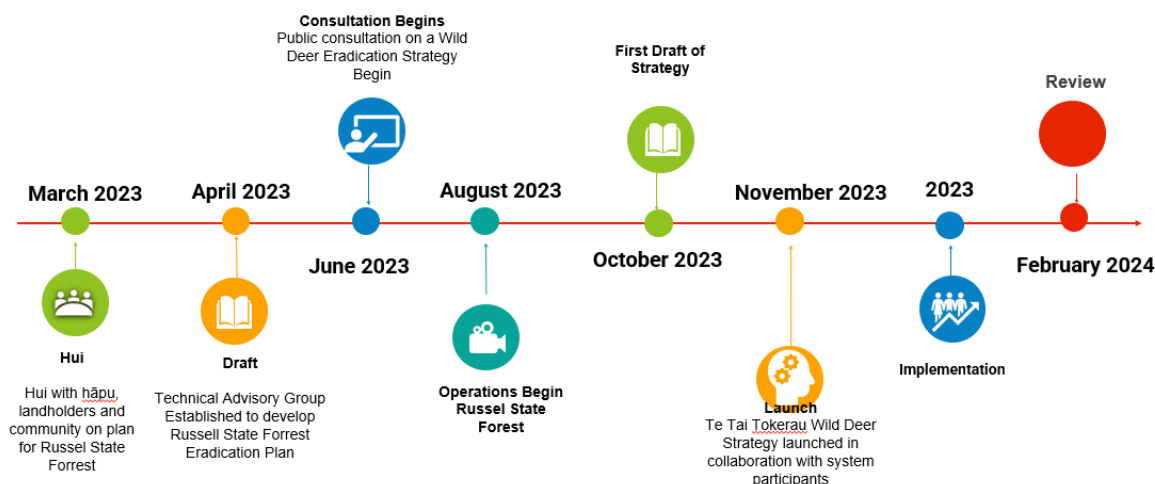 Consultation Begins
Public consultation on a Wild
Deer Eradication Strategy
Begin
First Draft of
Strategy
Review
March 2023
April 2023
August 2023
November 2023
2023
June 2023
October 2023
February 2024
Hui
Hui with hāpu,
landholders and
community on plan
for Russel State
Forrest
Draft
Technical Advisory Group
Established to develop
Russell State Forrest
Eradication Plan
Operations Begin
Russel State
Forest
Launch
Te Tai Tokerau Wild Deer
Strategy launched in
collaboration with system
participants
Implementation